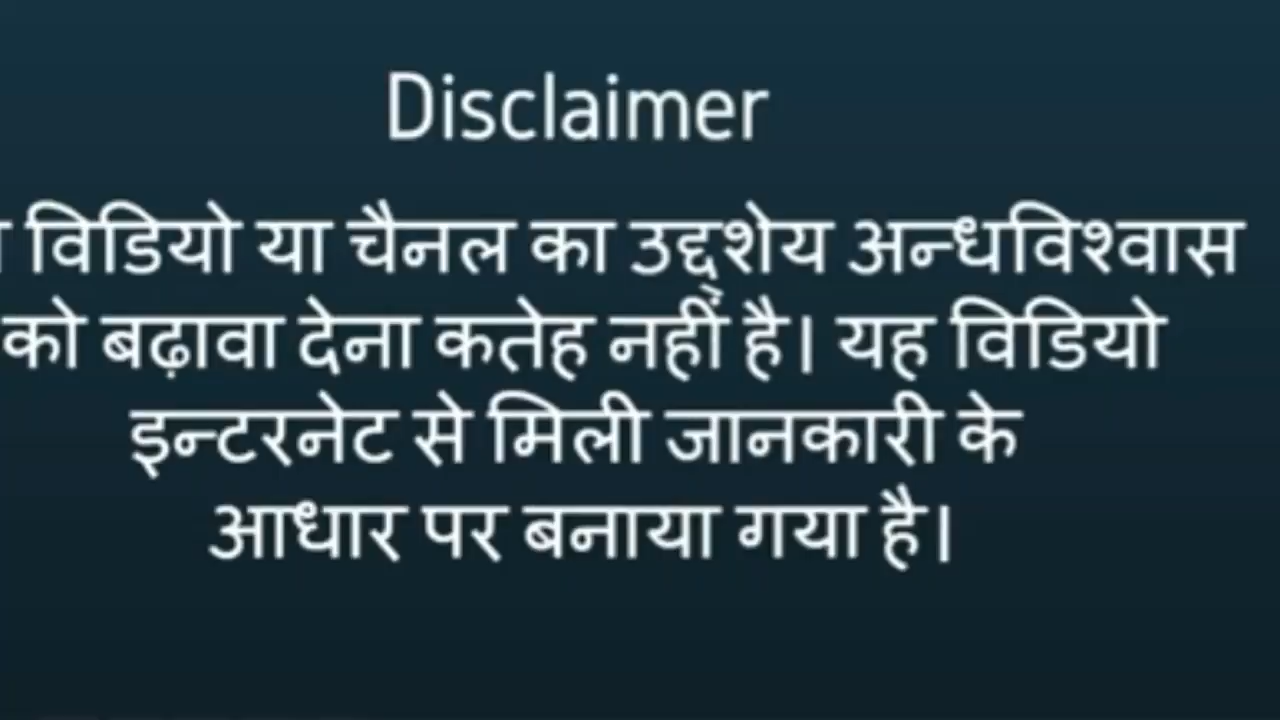 Disclaimer
विडियो या चैनल का उद्द्शेय अन्धविश्वास
को बढ़ावा देना कतेह नहीं है। यह विडियो
इन्टरनेट से मिली जानकारी के
आधार पर बनाया गया है।